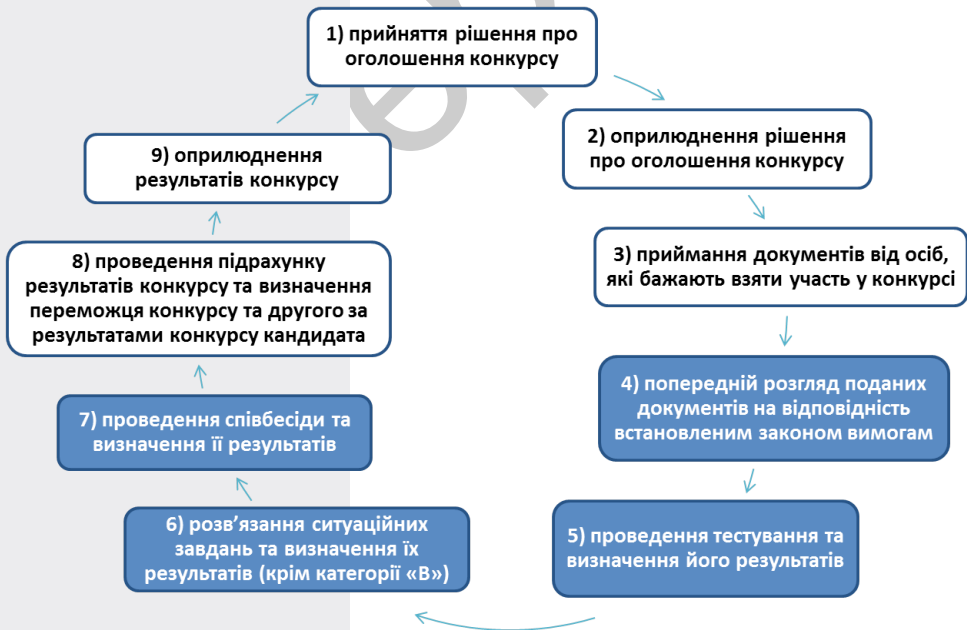 1) прийняття рішення про
оголошення конкурсу
2) оприлюднення рішення
про оголошення конкурсу
3) приймання документів від осіб,
які бажають взяти участь у конкурсі
4) попередній розгляд поданих
документів на відповідність
встановленим законом вимогам
5) проведення тестування та
визначення його результатів
6) розв’язання ситуаційних
завдань та визначення їх
результатів (крім категорії «В»)
7) проведення співбесіди та
визначення її результатів
8) проведення підрахунку
результатів конкурсу та визначення
переможця конкурсу та другого за
результатами конкурсу кандидата
9) оприлюднення
результатів конкурсу